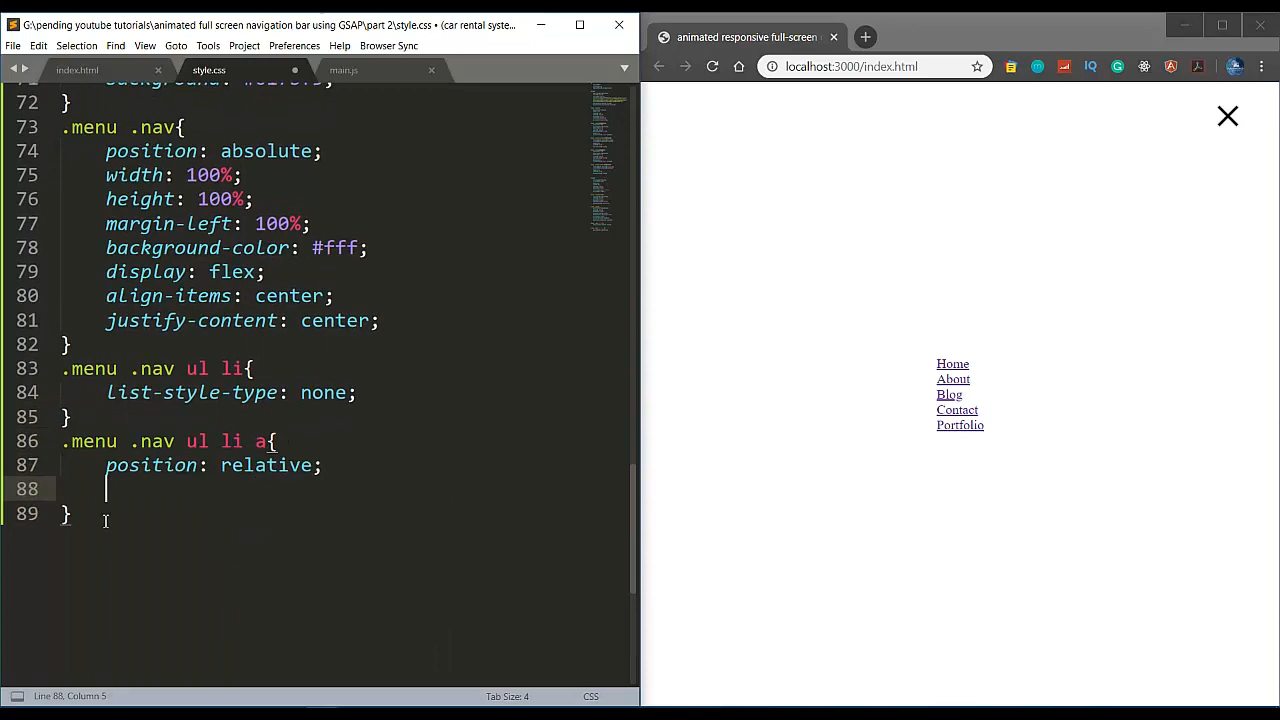 G:\pending youtube tutorials\animated full screen navigation bar using GSAP\part 2\style.css • (car rental syste...
File Edit Selection Find View Goto Tools Project Preferences Help Browser Sync
index.html
style.css
main.js
72 }
73 .menu .nav{
74 position: absolute;
75 width: 100%;
76 height: 100%;
77 margin-left: 100%;
78 background-color: #fff;
79 display: flex;
80 align-items: center;
81 justify-content: center;
82 }
83 .menu .nav ul li{
84 list-style-type: none;
85 }
86 .menu .nav ul li a{
87 position: relative;
88
89 }
Line 88, Column 5
Tab Size: 4
CSS
animated responsive full-screen
localhost:3000/index.html
Home
About
Blog
Contact
Portfolio